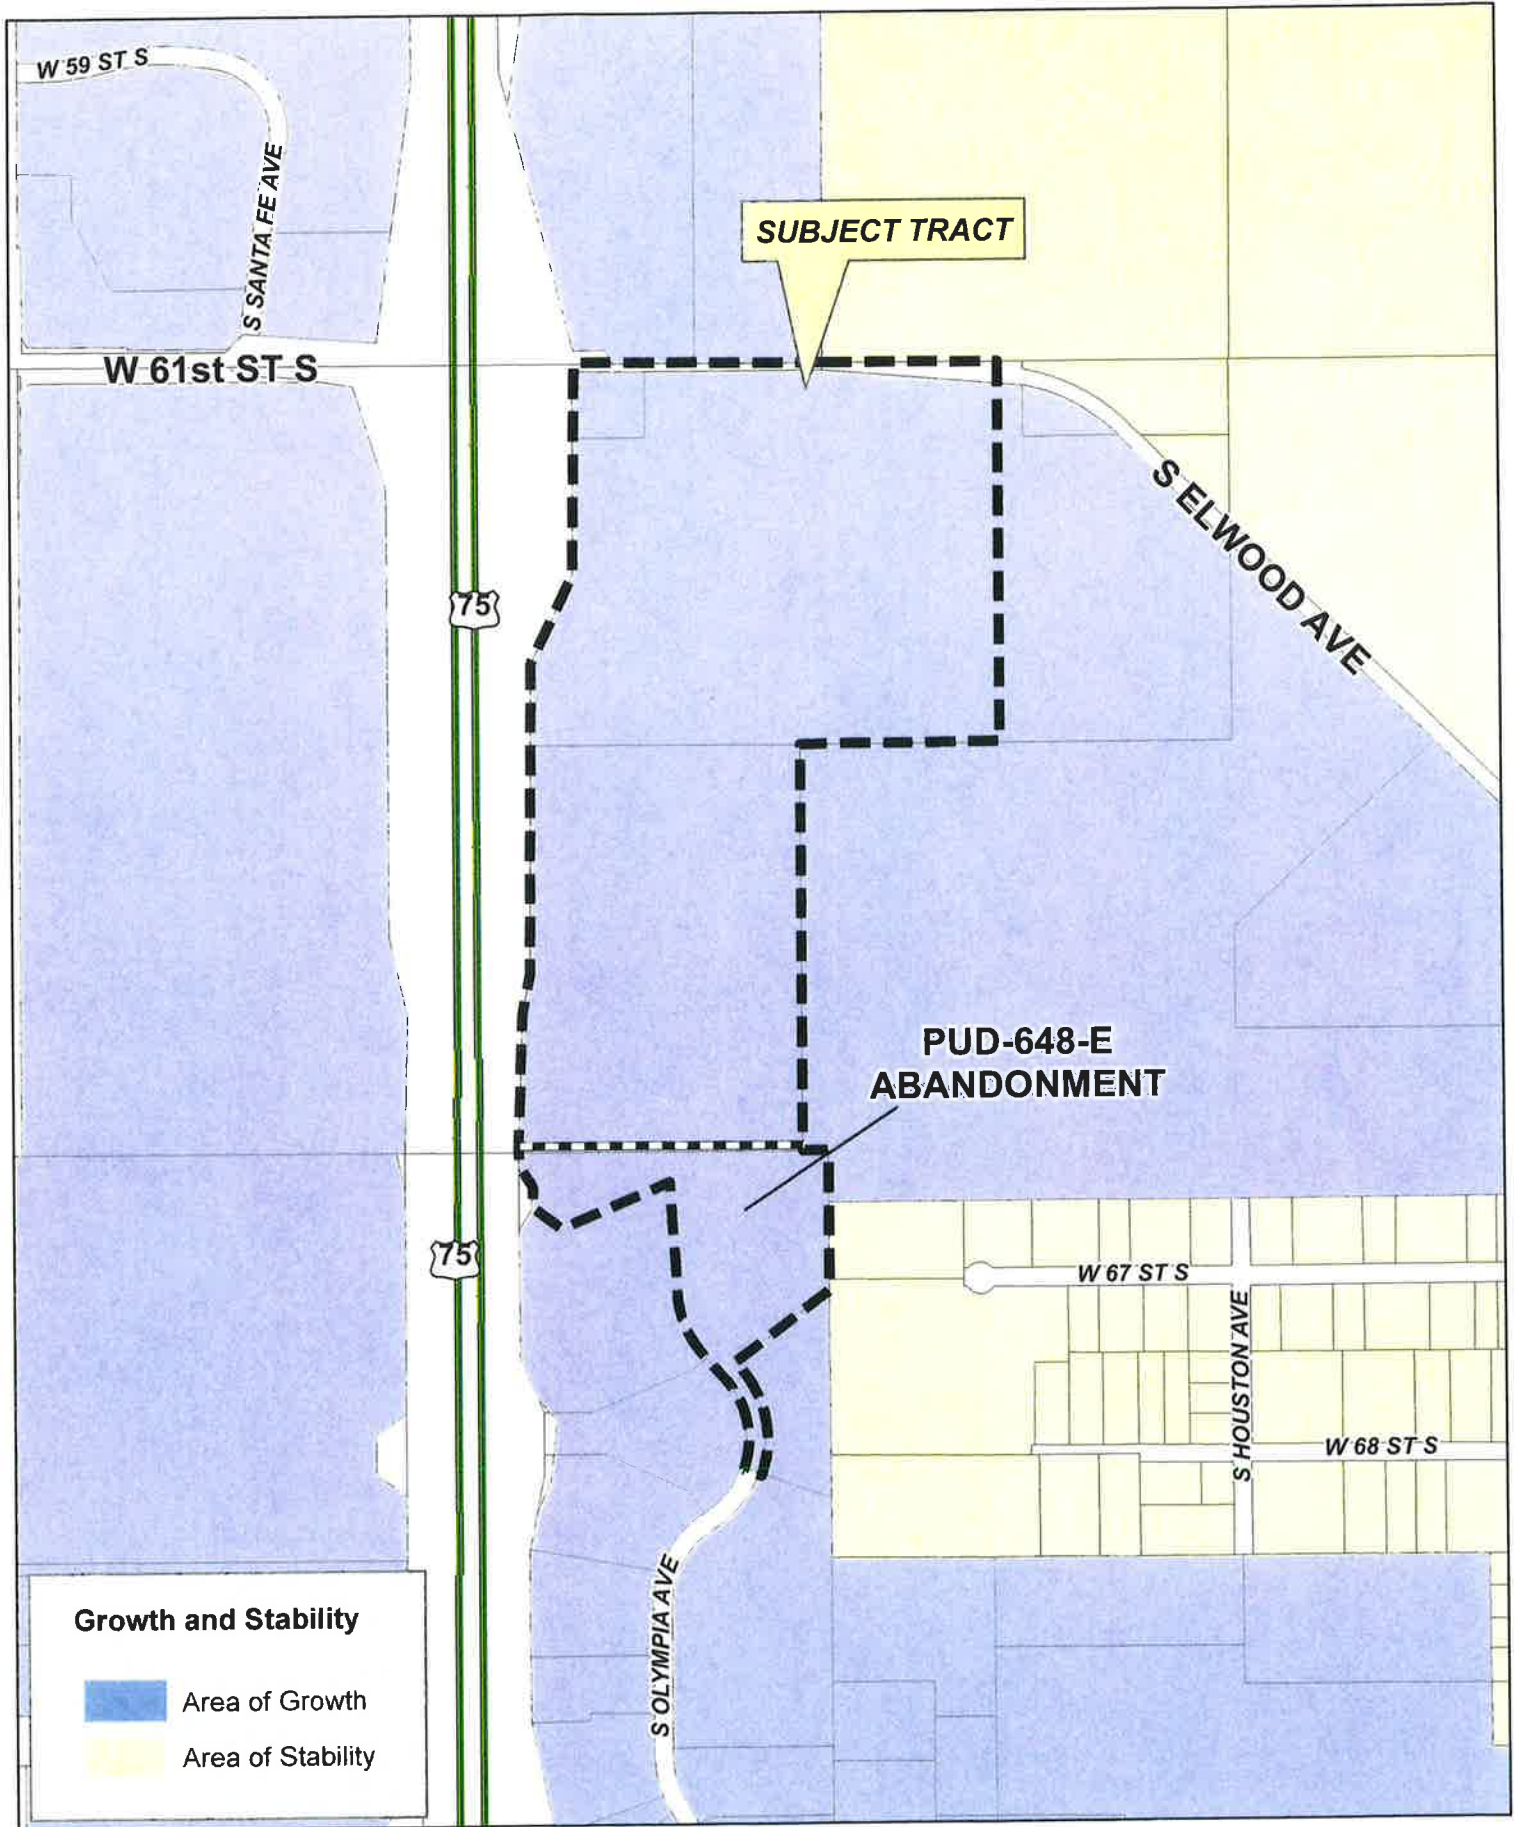 W 59 ST S
S SANTA FE AVE
SUBJECT TRACT
W 61st ST S
S ELWOOD AVE
75
PUD-648-E
ABANDONMENT
75
W 67 ST S
S HOUSTON AVE
W 68 ST S
S OLYMPIA AVE
Growth and Stability
Area of Growth
Area of Stability